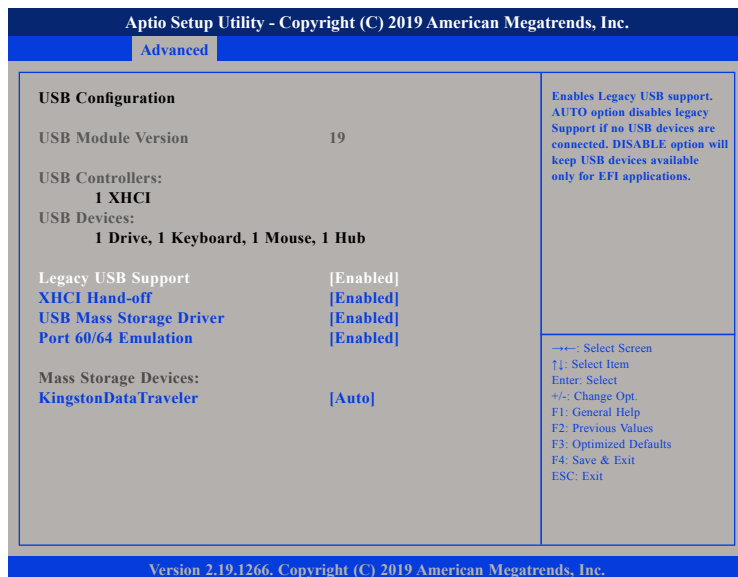 Aptio Setup Utility - Copyright (C) 2019 American Megatrends, Inc.
Advanced
USB Configuration
USB Module Version 19
USB Controllers:
1 XHCI
USB Devices:
1 Drive, 1 Keyboard, 1 Mouse, 1 Hub
Legacy USB Support [Enabled]
XHCI Hand-off [Enabled]
USB Mass Storage Driver [Enabled]
Port 60/64 Emulation [Enabled]
Mass Storage Devices:
KingstonDataTraveler [Auto]
Enables Legacy USB support.
AUTO option disables legacy
Support if no USB devices are
connected. DISABLE option will
keep USB devices available
only for EFI applications.
→←: Select Screen
↑↓: Select Item
Enter: Select
+/-: Change Opt.
F1: General Help
F2: Previous Values
F3: Optimized Defaults
F4: Save & Exit
ESC: Exit
Version 2.19.1266. Copyright (C) 2019 American Megatrends, Inc.